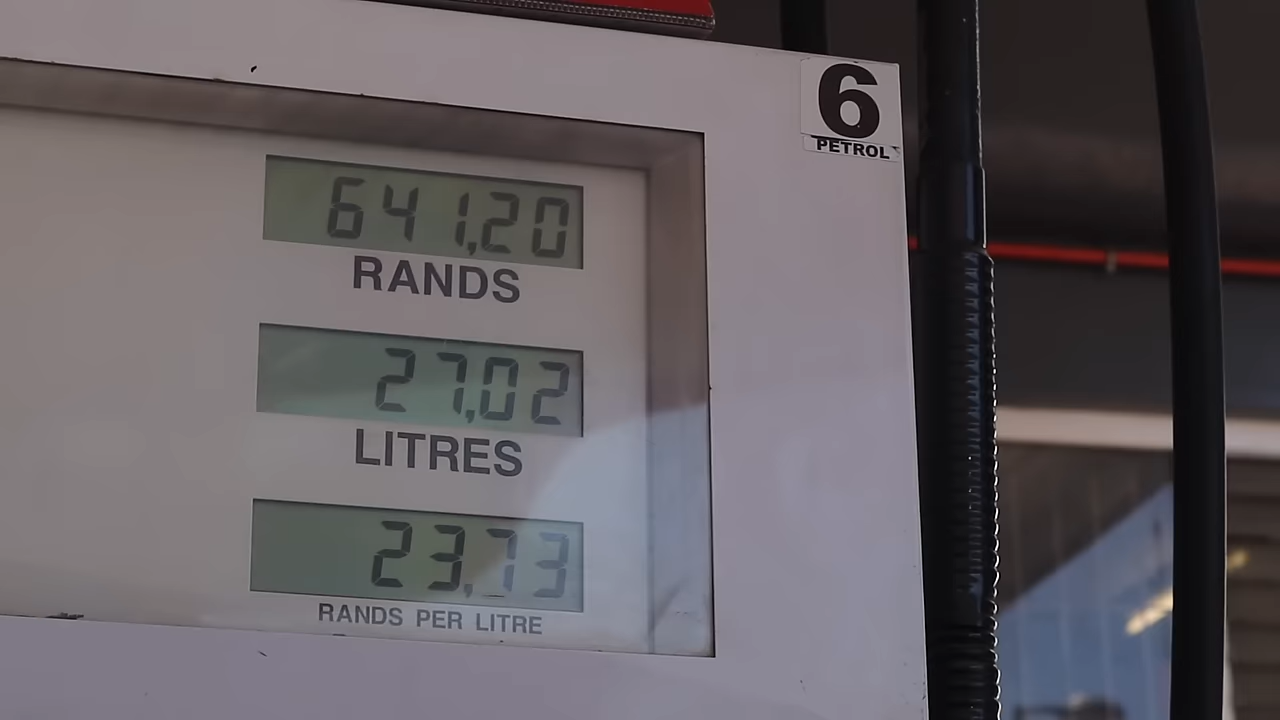 6
PETROL
641,20
RANDS
27,02
LITRES
23,73
RANDS PER LITRE